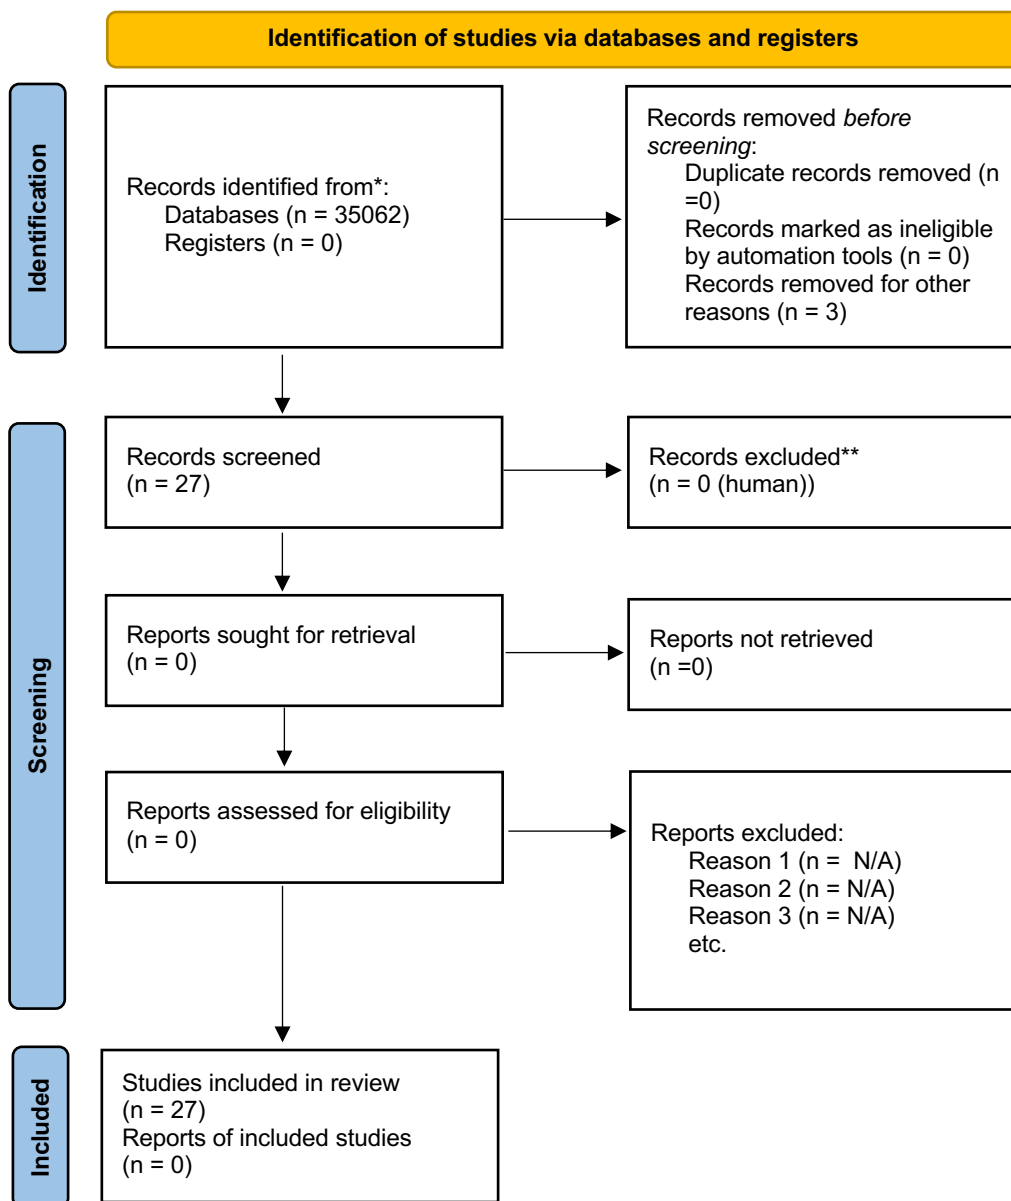 Identification of studies via databases and registers
Identification
Records identified from*:
Databases (n = 35062)
Registers (n = 0)
Records removed before
screening:
Duplicate records removed (n
=0)
Records marked as ineligible
by automation tools (n = 0)
Records removed for other
reasons (n = 3)
Screening
Records screened
(n = 27)
Records excluded**
(n = 0 (human))
Reports sought for retrieval
(n = 0)
Reports not retrieved
(n =0)
Reports assessed for eligibility
(n = 0)
Reports excluded:
Reason 1 (n =  N/A)
Reason 2 (n = N/A)
Reason 3 (n = N/A)
etc.
Included
Studies included in review
(n = 27)
Reports of included studies
(n = 0)